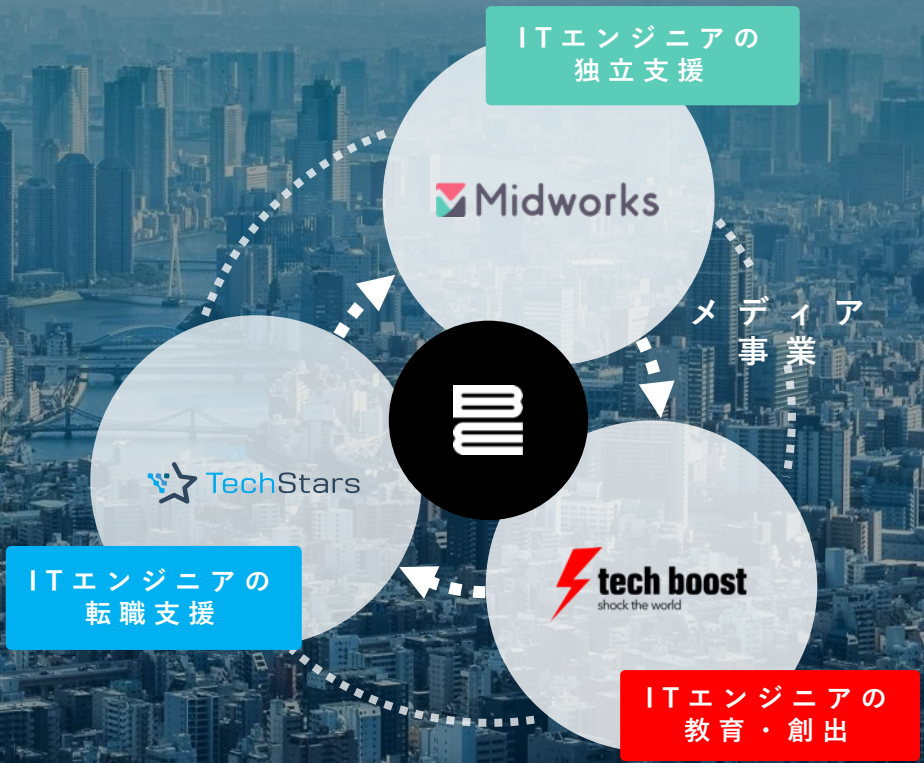 ITエンジニアの
独立支援
Midworks
メディア
事業
TechStars
ITエンジニアの
転職支援
tech boost
shock the world
ITエンジニアの
教育・創出